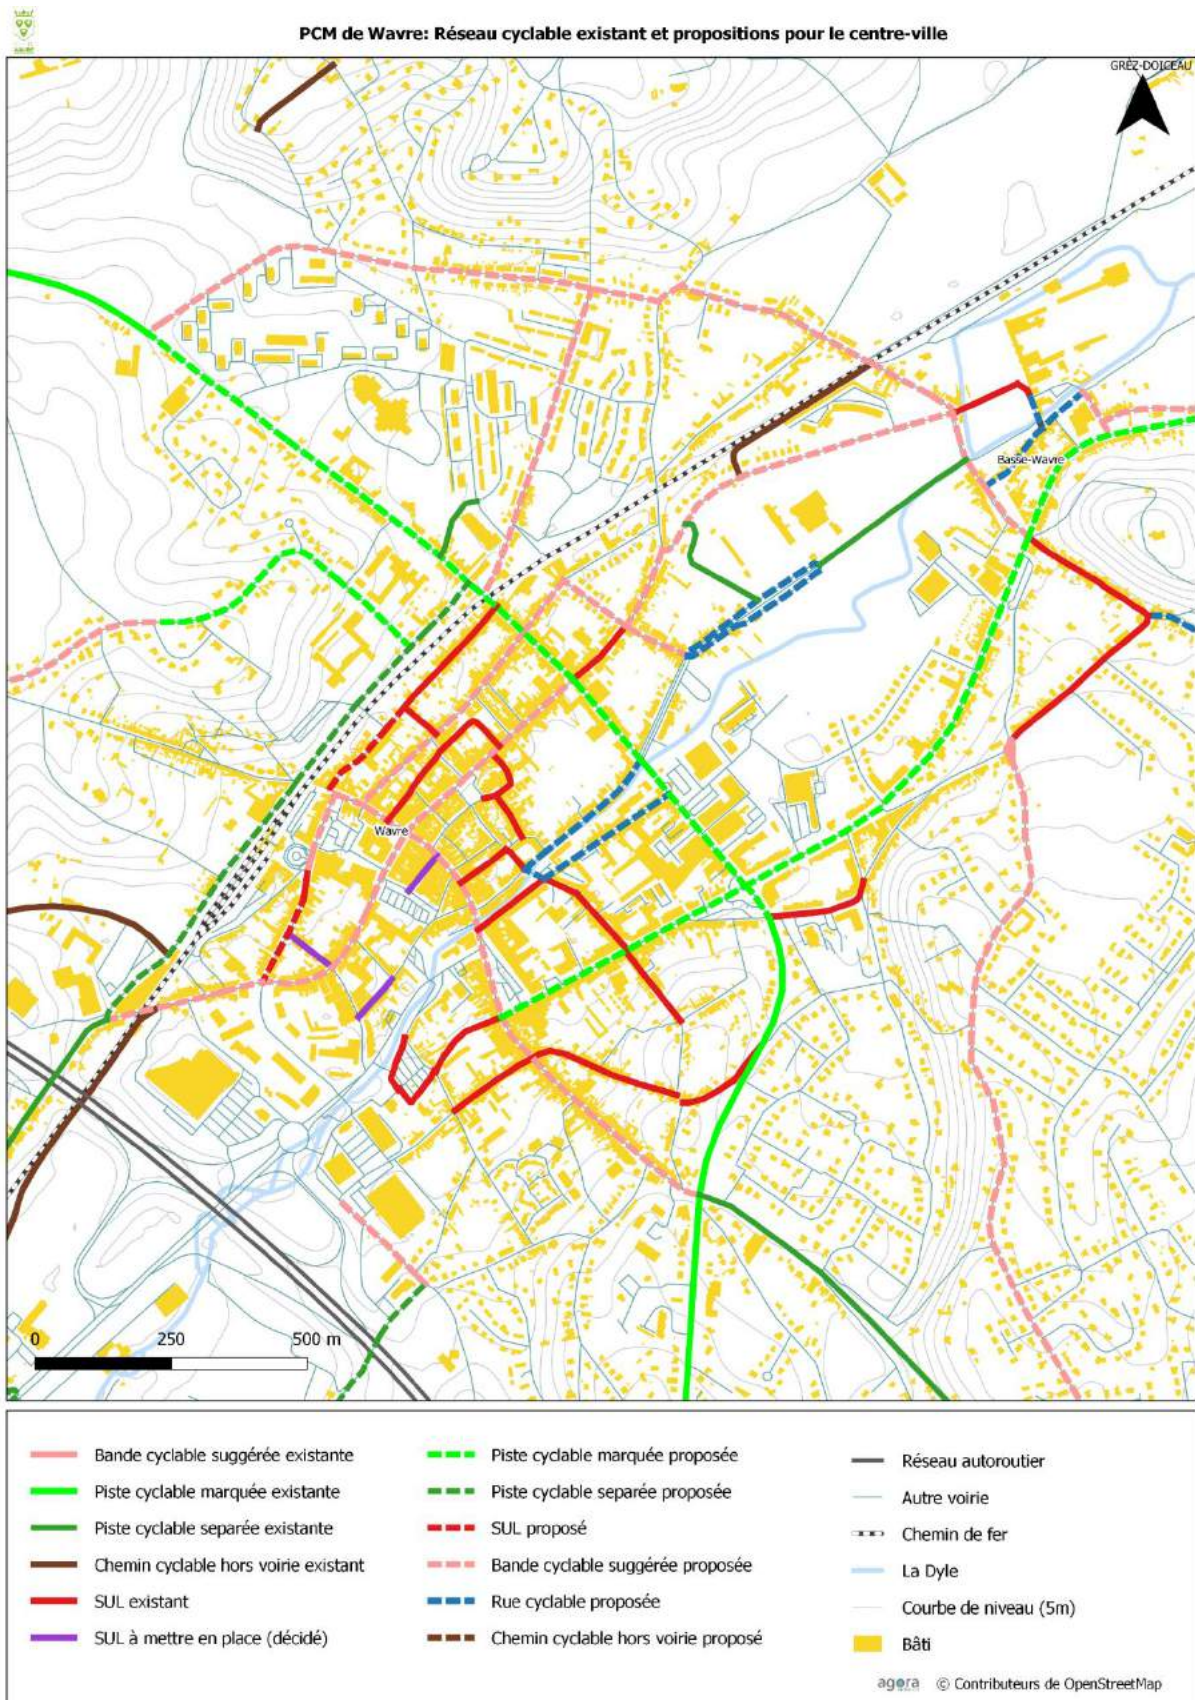 PCM de Wavre: Réseau cyclable existant et propositions pour le centre-ville
GREZ-DOICEAU
Basse-Wavre
Wavre
0 250 500 m
Bande cyclable suggérée existante
Piste cyclable marquée existante
Piste cyclable separée existante
Chemin cyclable hors voirie existant
SUL existant
SUL à mettre en place (décidé)
Piste cyclable marquée proposée
Piste cyclable separée proposée
SUL proposé
Bande cyclable suggérée proposée
Rue cyclable proposée
Chemin cyclable hors voirie proposé
Réseau autoroutier
Autre voirie
Chemin de fer
La Dyle
Courbe de niveau (5m)
Bâti
agora © Contributeurs de OpenStreetMap